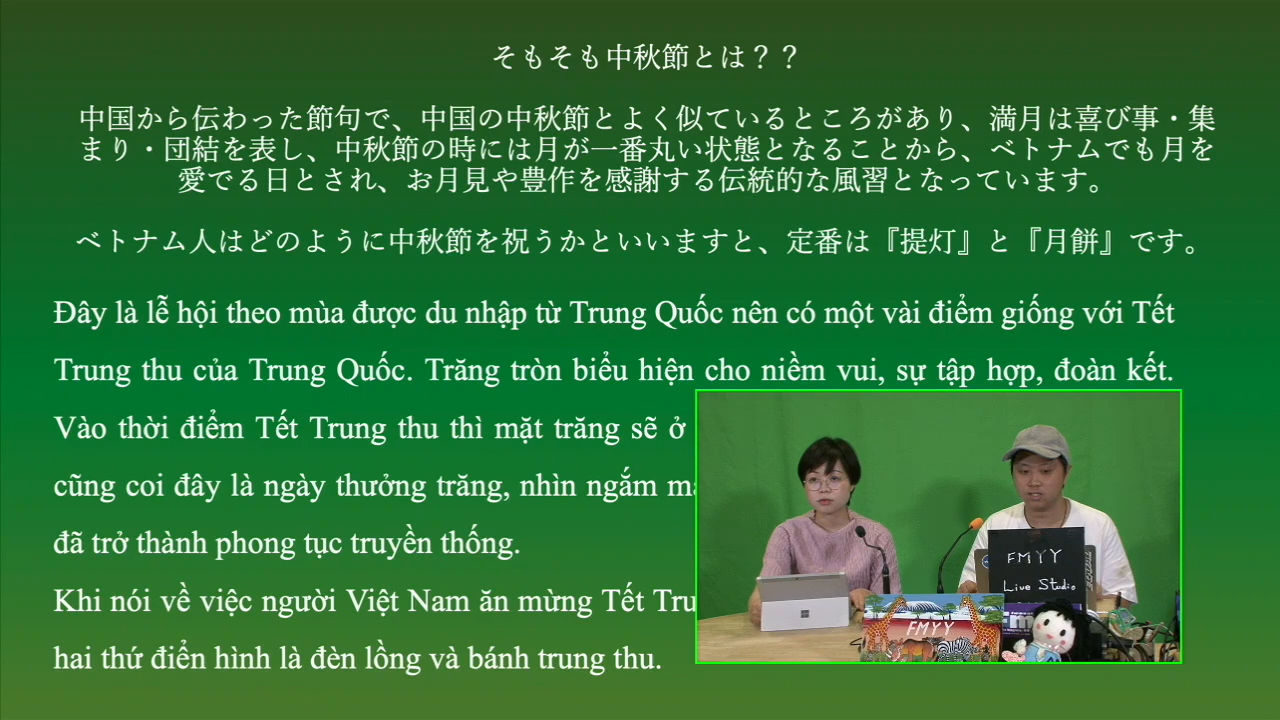 そもそも中秋節とは？？
中国から伝わった節句で、中国の中秋節とよく似ているところがあり、満月は喜び事・集
まり・団結を表し、中秋節の時には月が一番丸い状態となることから、ベトナムでも月を
愛でる日とされ、お月見や豊作を感謝する伝統的な風習となっています。
ベトナム人はどのように中秋節を祝うかといいますと、定番は『提灯』と『月餅』です。
Đây là lễ hội theo mùa được du nhập từ Trung Quốc nên có một vài điểm giống với Tết
Trung thu của Trung Quốc. Trăng tròn biểu hiện cho niềm vui, sự tập hợp, đoàn kết.
Vào thời điểm Tết Trung thu thì mặt trăng sẽ ở
cũng coi đây là ngày thưởng trăng, nhìn ngắm
đã trở thành phong tục truyền thống.
Khi nói về việc người Việt Nam ăn mừng Tết
hai thứ điển hình là đèn lồng và bánh trung thu.
FMYY
Live Studio
FMYY